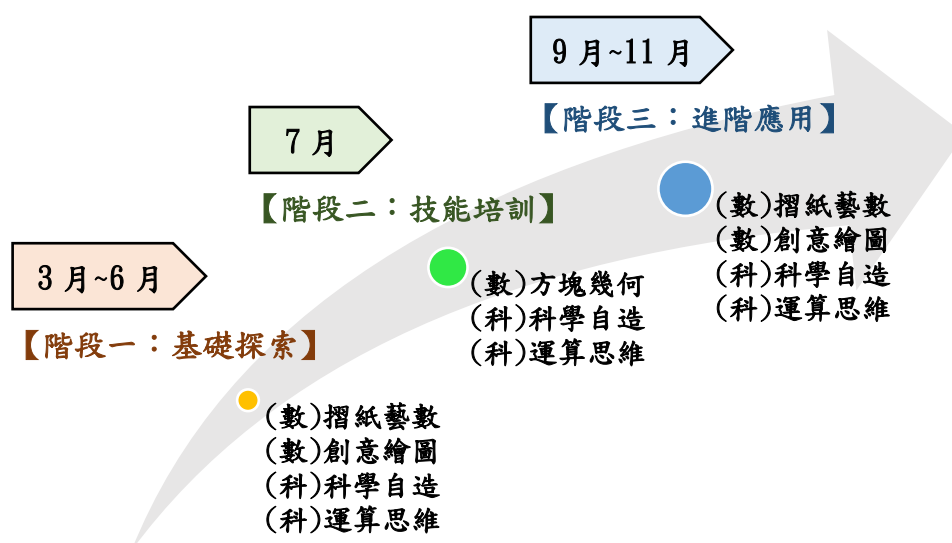 3 月~6 月
【階段一：基礎探索】
(數)摺紙藝數
(數)創意繪圖
(科)科學自造
(科)運算思維
7 月
【階段二：技能培訓】
(數)方塊幾何
(科)科學自造
(科)運算思維
9 月~11 月
【階段三：進階應用】
(數)摺紙藝數
(數)創意繪圖
(科)科學自造
(科)運算思維